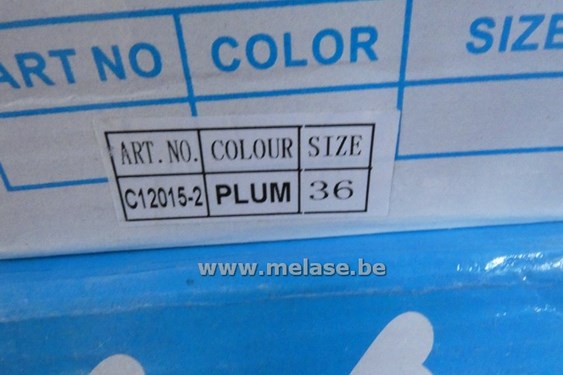 ART NO COLOR SIZE
ART.NO. COLOUR SIZE
C12015-2 PLUM 36
www.melase.be